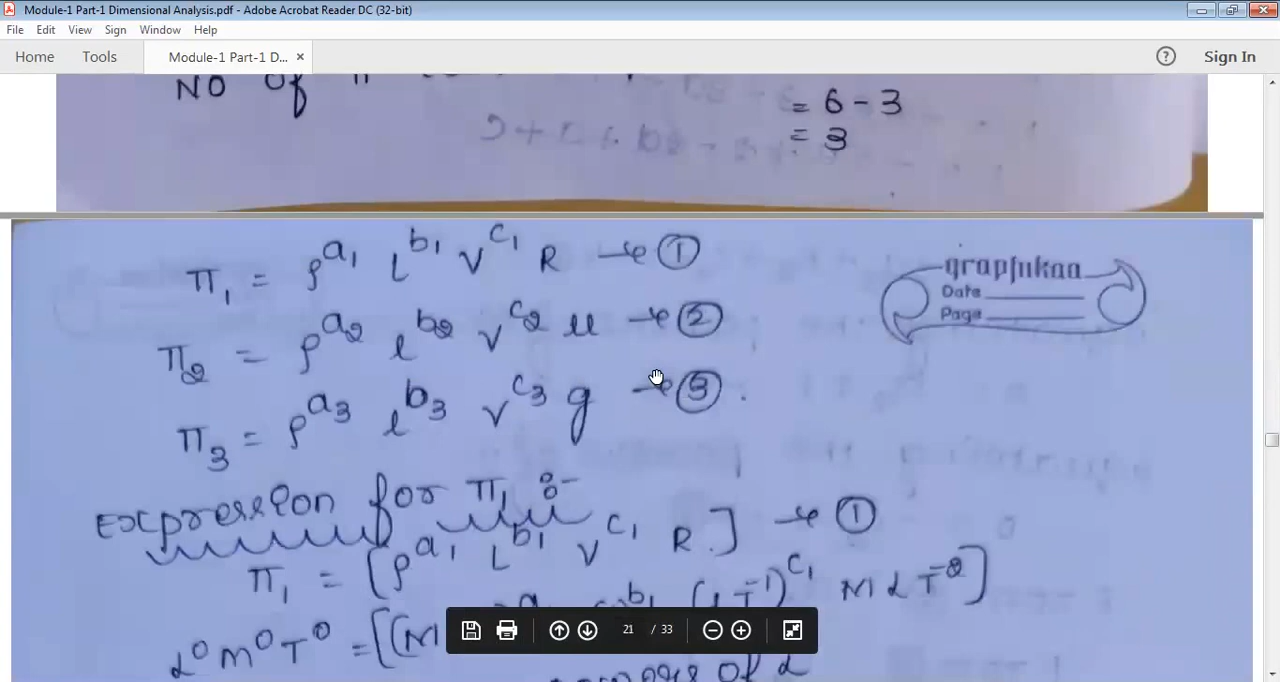 Module-1 Part-1 Dimensional Analysis.pdf - Adobe Acrobat Reader DC (32-bit)
File Edit View Sign Window Help
Home Tools Module-1 Part-1 D... × ? Sign In
NO Of π
= 6 - 3
= 3
π₁ = ρ^a₁ L^b₁ V^c₁ R → ①
π₂ = ρ^a₂ l^b₂ V^c₂ μ → ②
π₃ = ρ^a₃ l^b₃ V^c₃ g → ③.
grapfukaa
Date
Page
Expression for π₁ :-
π₁ = [ρ^a₁ L^b₁ V^c₁ R.] → ①
L⁰M⁰T⁰ = [(M (LT⁻¹)^c₁ MLT⁻²]
powers of L
21 / 33